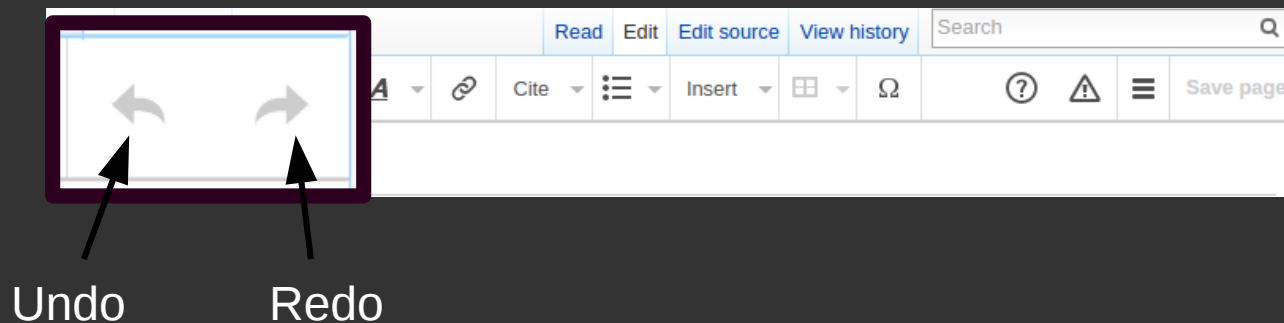 Read Edit Edit source View history Search
A Cite Insert Ω ? Save page
Undo Redo